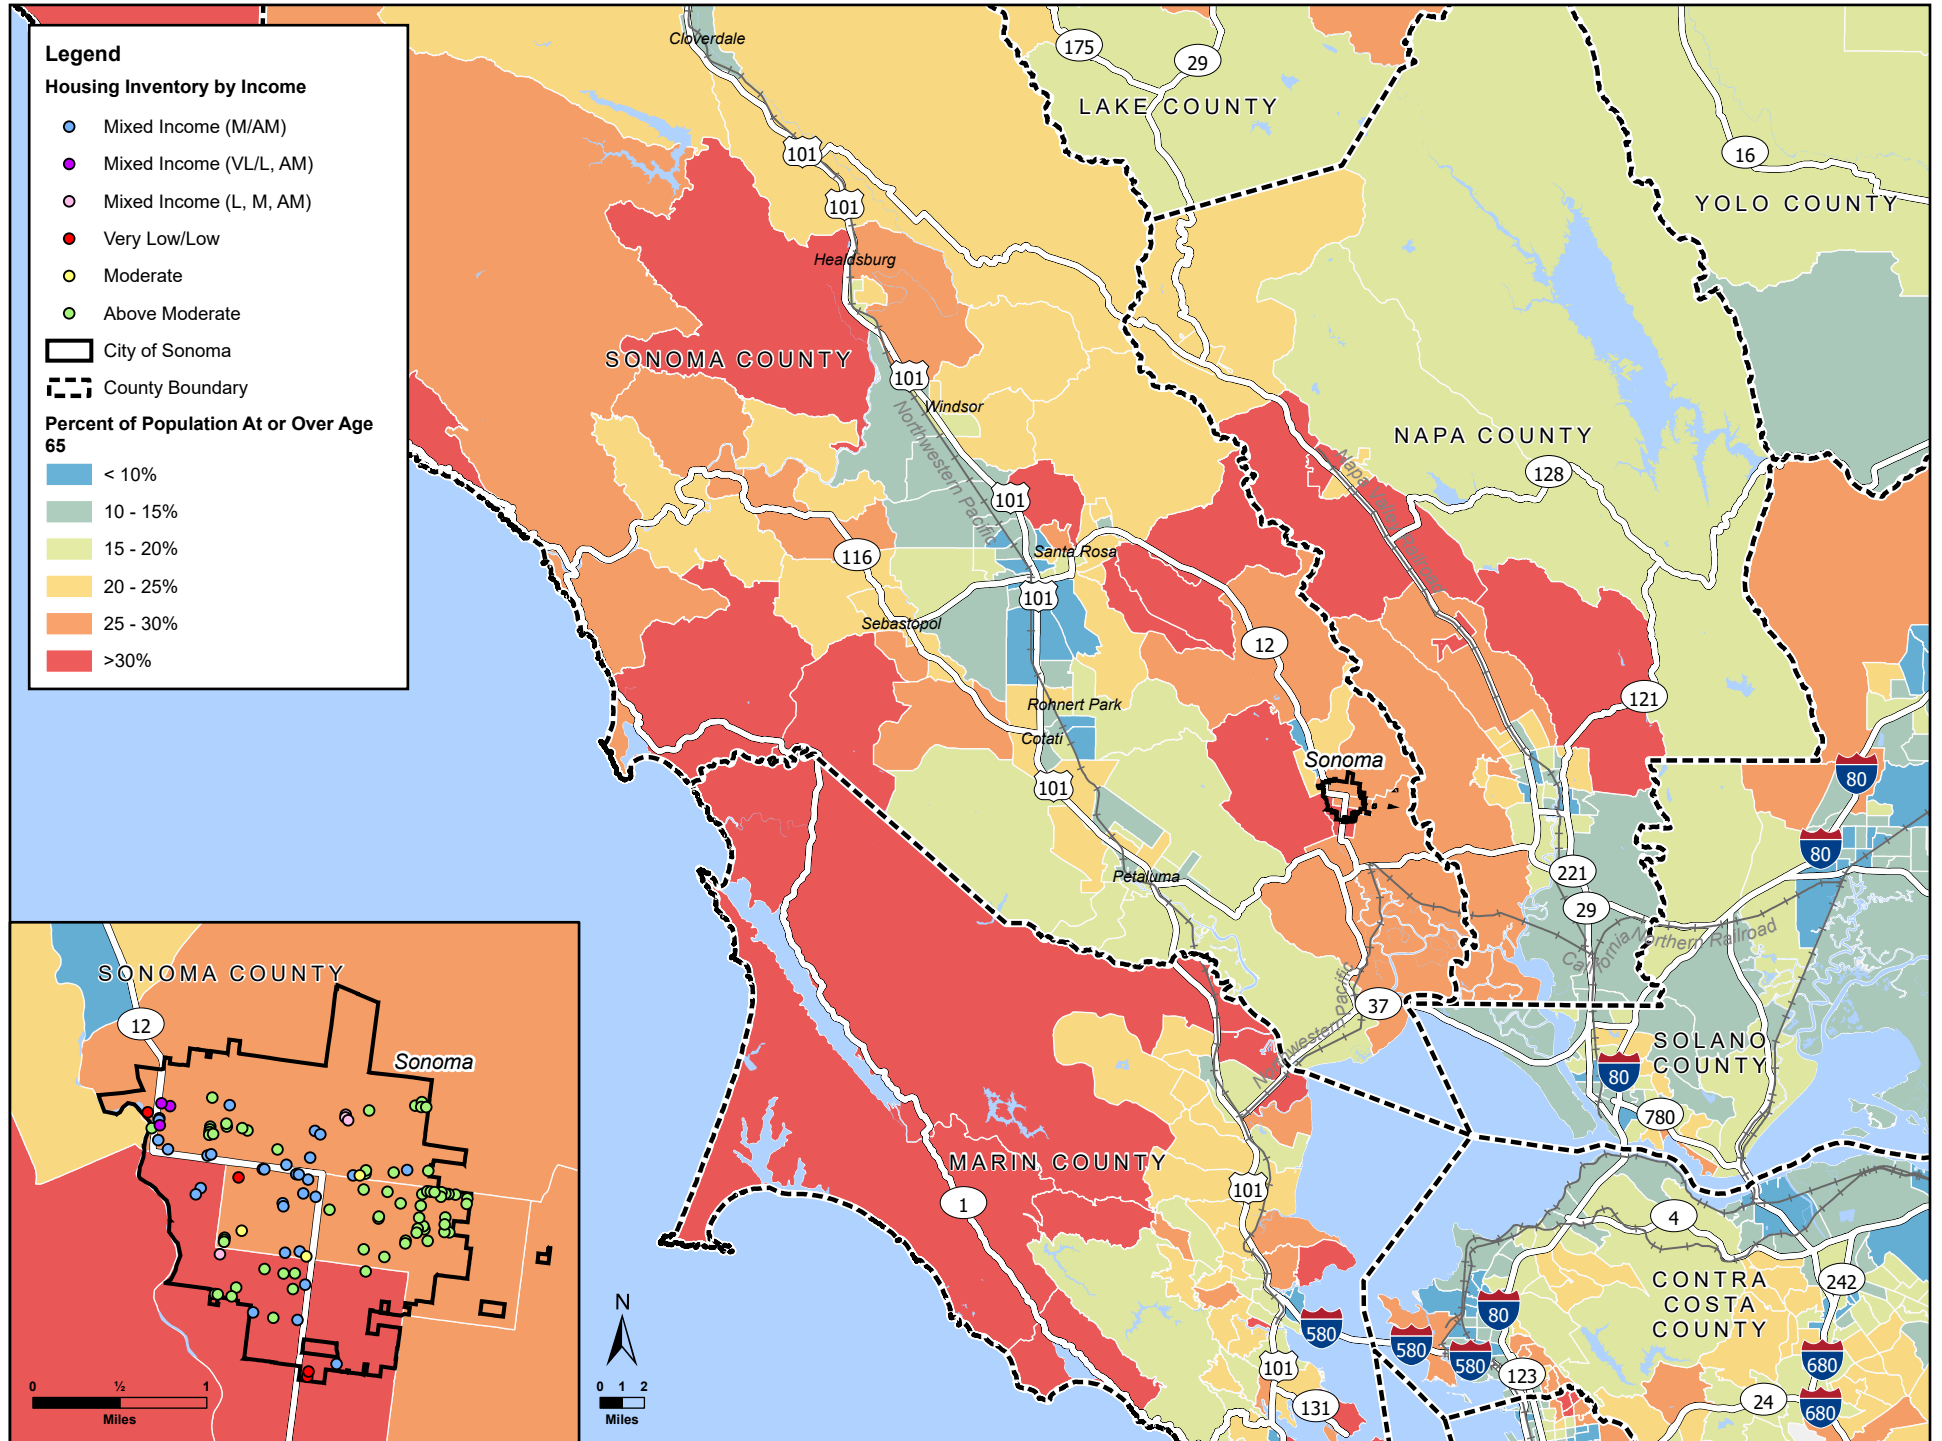 Legend
Housing Inventory by Income
Mixed Income (M/AM)
Mixed Income (VL/L, AM)
Mixed Income (L, M, AM)
Very Low/Low
Moderate
Above Moderate
City of Sonoma
County Boundary
Percent of Population At or Over Age
65
< 10%
10 - 15%
15 - 20%
20 - 25%
25 - 30%
>30%
Cloverdale
175
29
LAKE COUNTY
101
16
101
YOLO COUNTY
Healdsburg
SONOMA COUNTY
101
Windsor
Northwestern Pacific
NAPA COUNTY
Napa Valley Railroad
128
101
116
Santa Rosa
101
Sebastopol
12
121
Rohnert Park
Cotati
Sonoma
101
80
80
Petaluma
221
29
California Northern Railroad
Northwestern Pacific
37
SOLANO
COUNTY
80
780
MARIN COUNTY
101
1
4
CONTRA
COSTA
COUNTY
242
80
580
580
580
101
123
680
131
24
680
SONOMA COUNTY
12
Sonoma
0
½
1
Miles
N
0 1 2
Miles